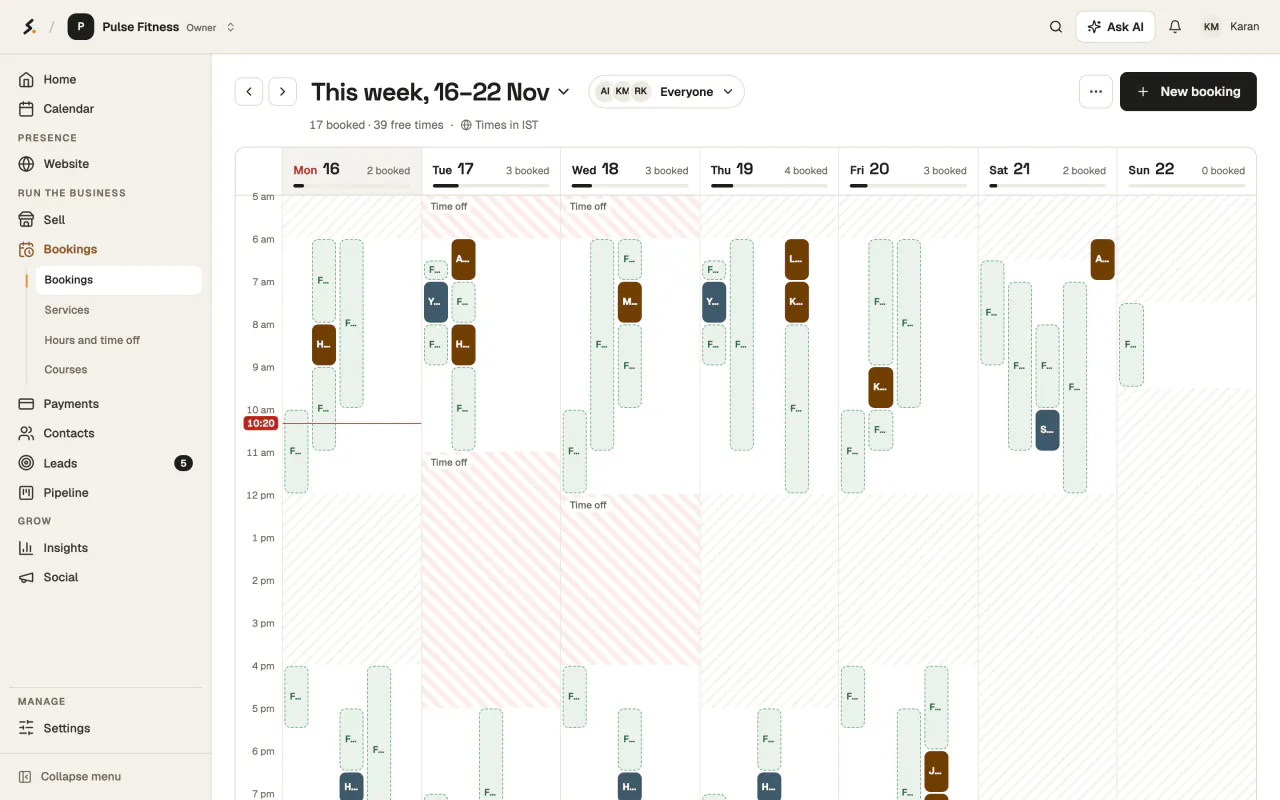 / P Pulse Fitness Owner
Ask AI KM Karan
Home
Calendar
PRESENCE
Website
RUN THE BUSINESS
Sell
Bookings
Bookings
Services
Hours and time off
Courses
Payments
Contacts
Leads 5
Pipeline
GROW
Insights
Social
MANAGE
Settings
Collapse menu
This week, 16–22 Nov
AI KM RK Everyone
... + New booking
17 booked · 39 free times · Times in IST
Mon 16 2 booked
Tue 17 3 booked
Wed 18 3 booked
Thu 19 4 booked
Fri 20 3 booked
Sat 21 2 booked
Sun 22 0 booked
5 am
Time off Time off
6 am
A... F... L... A...
F... F... F...
7 am
Y... F... M... Y... K... F... F...
8 am
F... F... F...
H... F... H... F... F... F... F...
9 am
F... F... F...
K... F...
10 am
F... F... F...
10:20
F... S...
F... F... F...
11 am
Time off
12 pm
Time off
1 pm
2 pm
3 pm
4 pm
F... F... F...
F...
5 pm
F... F... F...
6 pm
F...
J...
H... H... H...
7 pm
F... F...